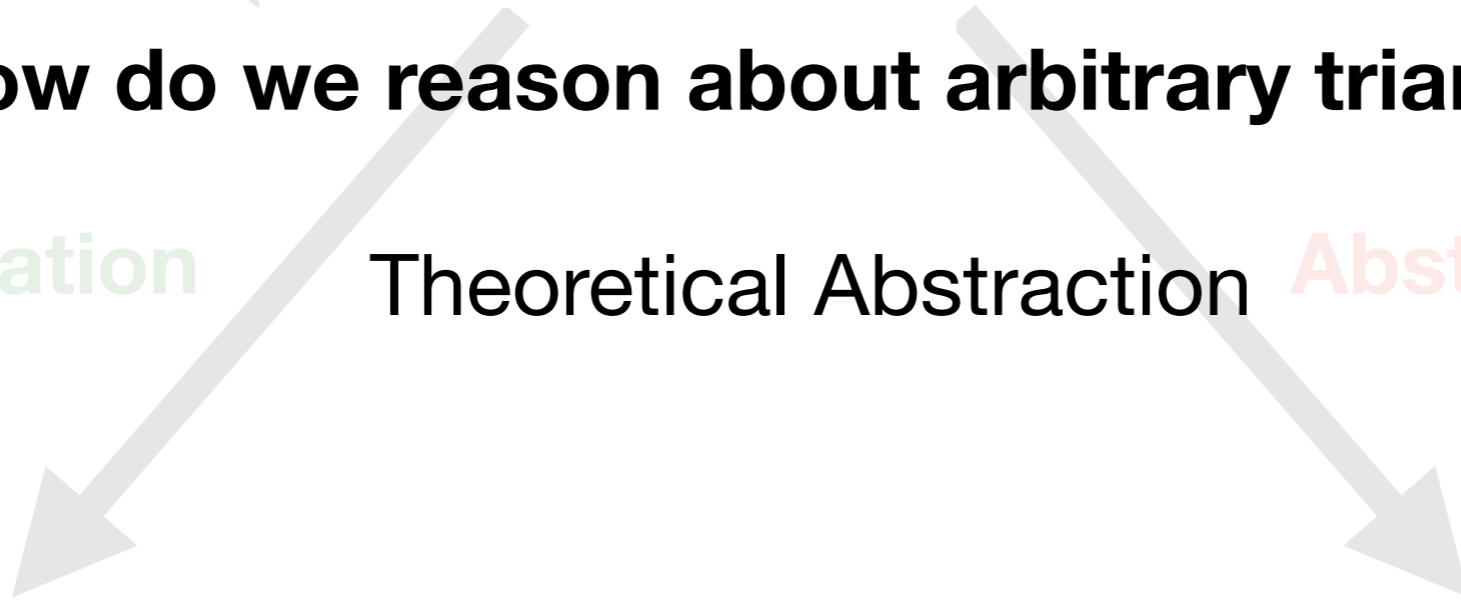 ow do we reason about arbitrary trian
ation
Theoretical Abstraction
Abst